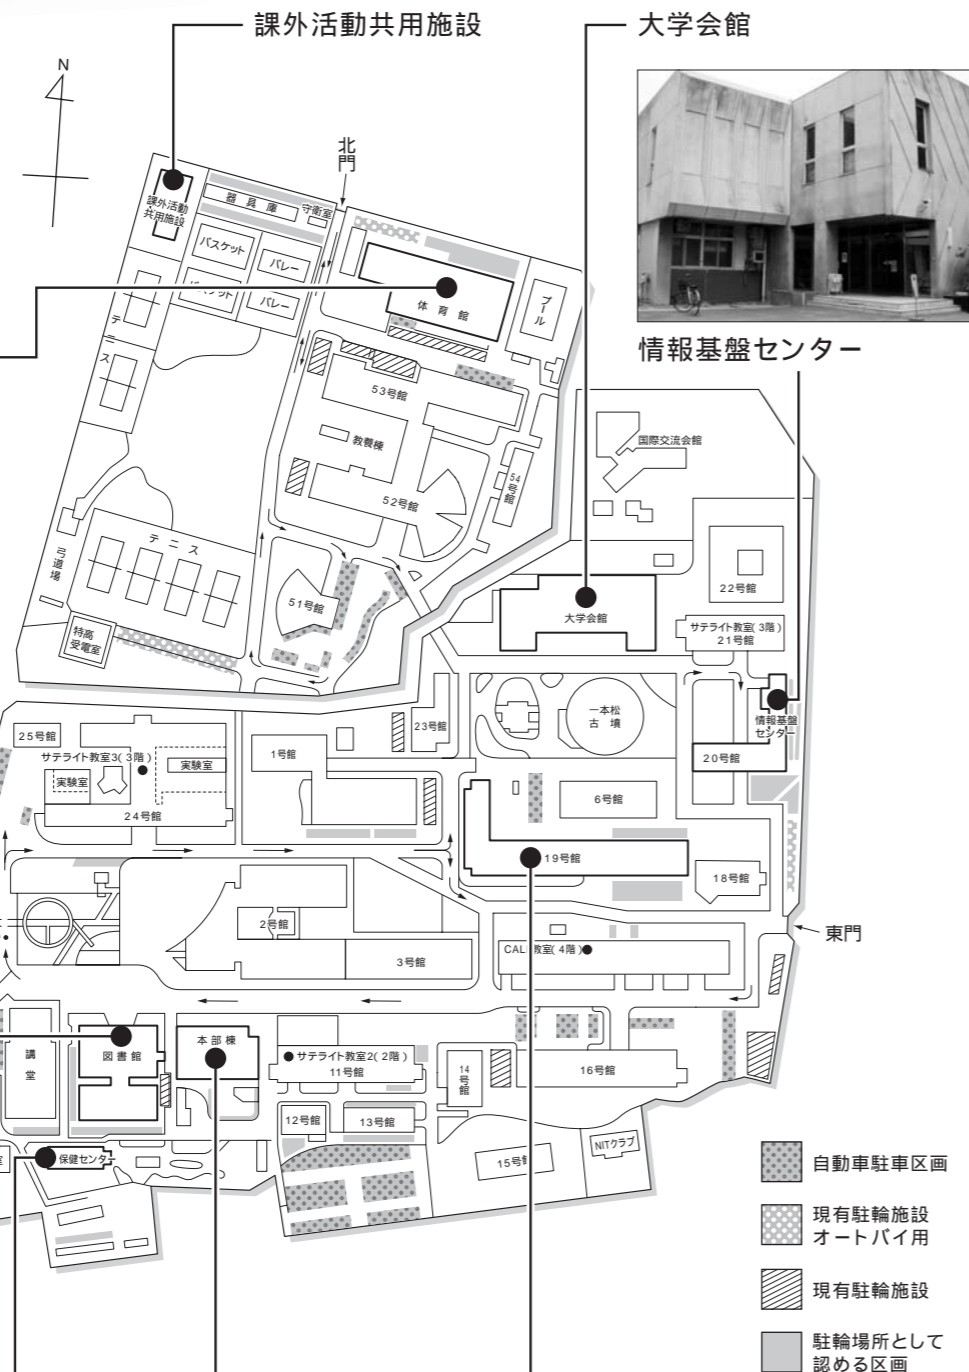 課外活動共用施設
大学会館
N
北門
課外活動
共用施設
器具庫
守衛室
バスケット
バレー
バスケット
バレー
体育館
プール
テニス
情報基盤センター
53号館
教養棟
国際交流会館
54号館
52号館
テニス
弓道場
22号館
51号館
大学会館
サテライト教室(3階)
21号館
特高
受電室
一本松
古墳
情報基盤
センター
23号館
25号館
サテライト教室3(3階)
1号館
20号館
実験室
実験室
6号館
24号館
19号館
18号館
2号館
東門
CALL教室(4階)
3号館
本部棟
講堂
図書館
サテライト教室2(2階)
11号館
14号館
16号館
12号館
13号館
NITクラブ
保健センター
15号館
自動車駐車区画
現有駐輪施設
オートバイ用
現有駐輪施設
駐輪場所として
認める区画